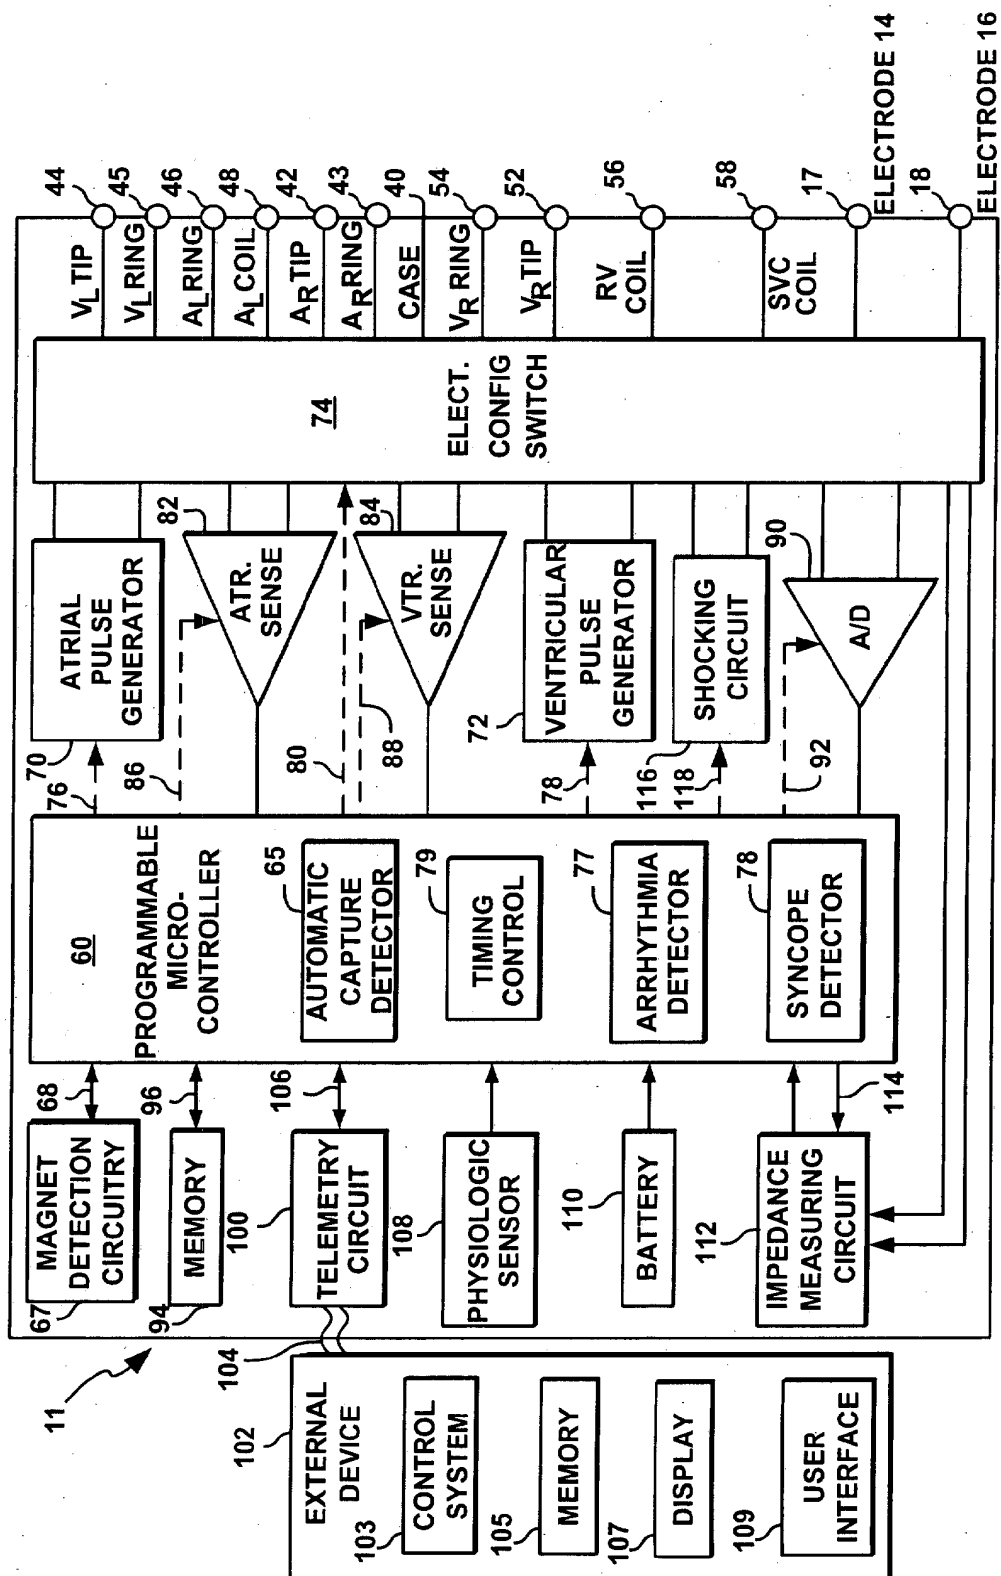 11
MAGNET
DETECTION
CIRCUITRY
67
68
MEMORY
94
96
TELEMETRY
CIRCUIT
100
106
104
PHYSIOLOGIC
SENSOR
108
BATTERY
110
IMPEDANCE
MEASURING
CIRCUIT
112
114
102
EXTERNAL
DEVICE
CONTROL
SYSTEM
103
MEMORY
105
DISPLAY
107
USER
INTERFACE
109
60
PROGRAMMABLE
MICRO-
CONTROLLER
65
AUTOMATIC
CAPTURE
DETECTOR
79
TIMING
CONTROL
77
ARRHYTHMIA
DETECTOR
78
SYNCOPE
DETECTOR
ATRIAL
PULSE
GENERATOR
70
76
86
82
ATR.
SENSE
80
84
VTR.
SENSE
88
72
VENTRICULAR
PULSE
GENERATOR
78
SHOCKING
CIRCUIT
116
118
90
A/D
92
74
ELECT.
CONFIG
SWITCH
VL TIP
44
VL RING
45
AL RING
46
AL COIL
48
AR TIP
42
AR RING
43
CASE
40
VR RING
54
VR TIP
52
RV
COIL
56
SVC
COIL
58
17
ELECTRODE 14
18
ELECTRODE 16